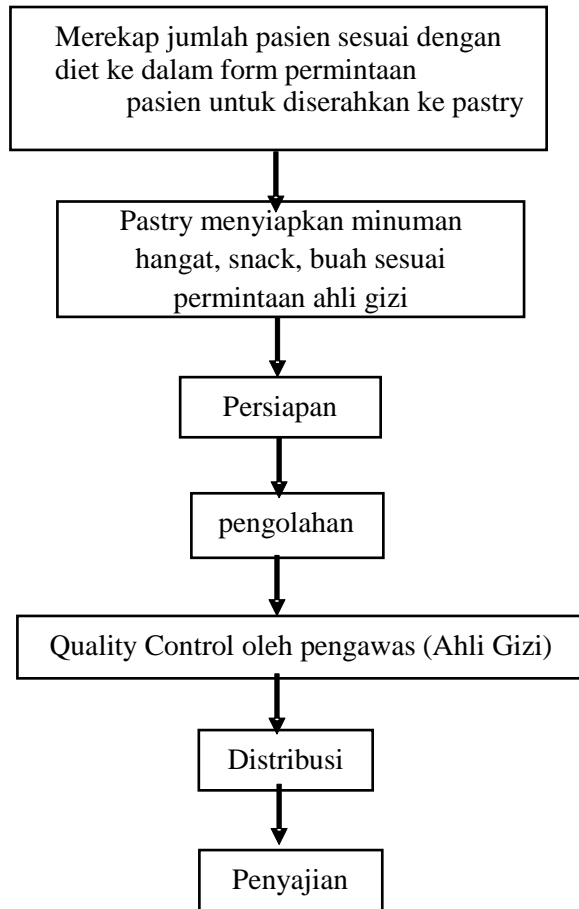 Merekap jumlah pasien sesuai dengan
diet ke dalam form permintaan
pasien untuk diserahkan ke pastry
Pastry menyiapkan minuman
hangat, snack, buah sesuai
permintaan ahli gizi
Persiapan
pengolahan
Quality Control oleh pengawas (Ahli Gizi)
Distribusi
Penyajian